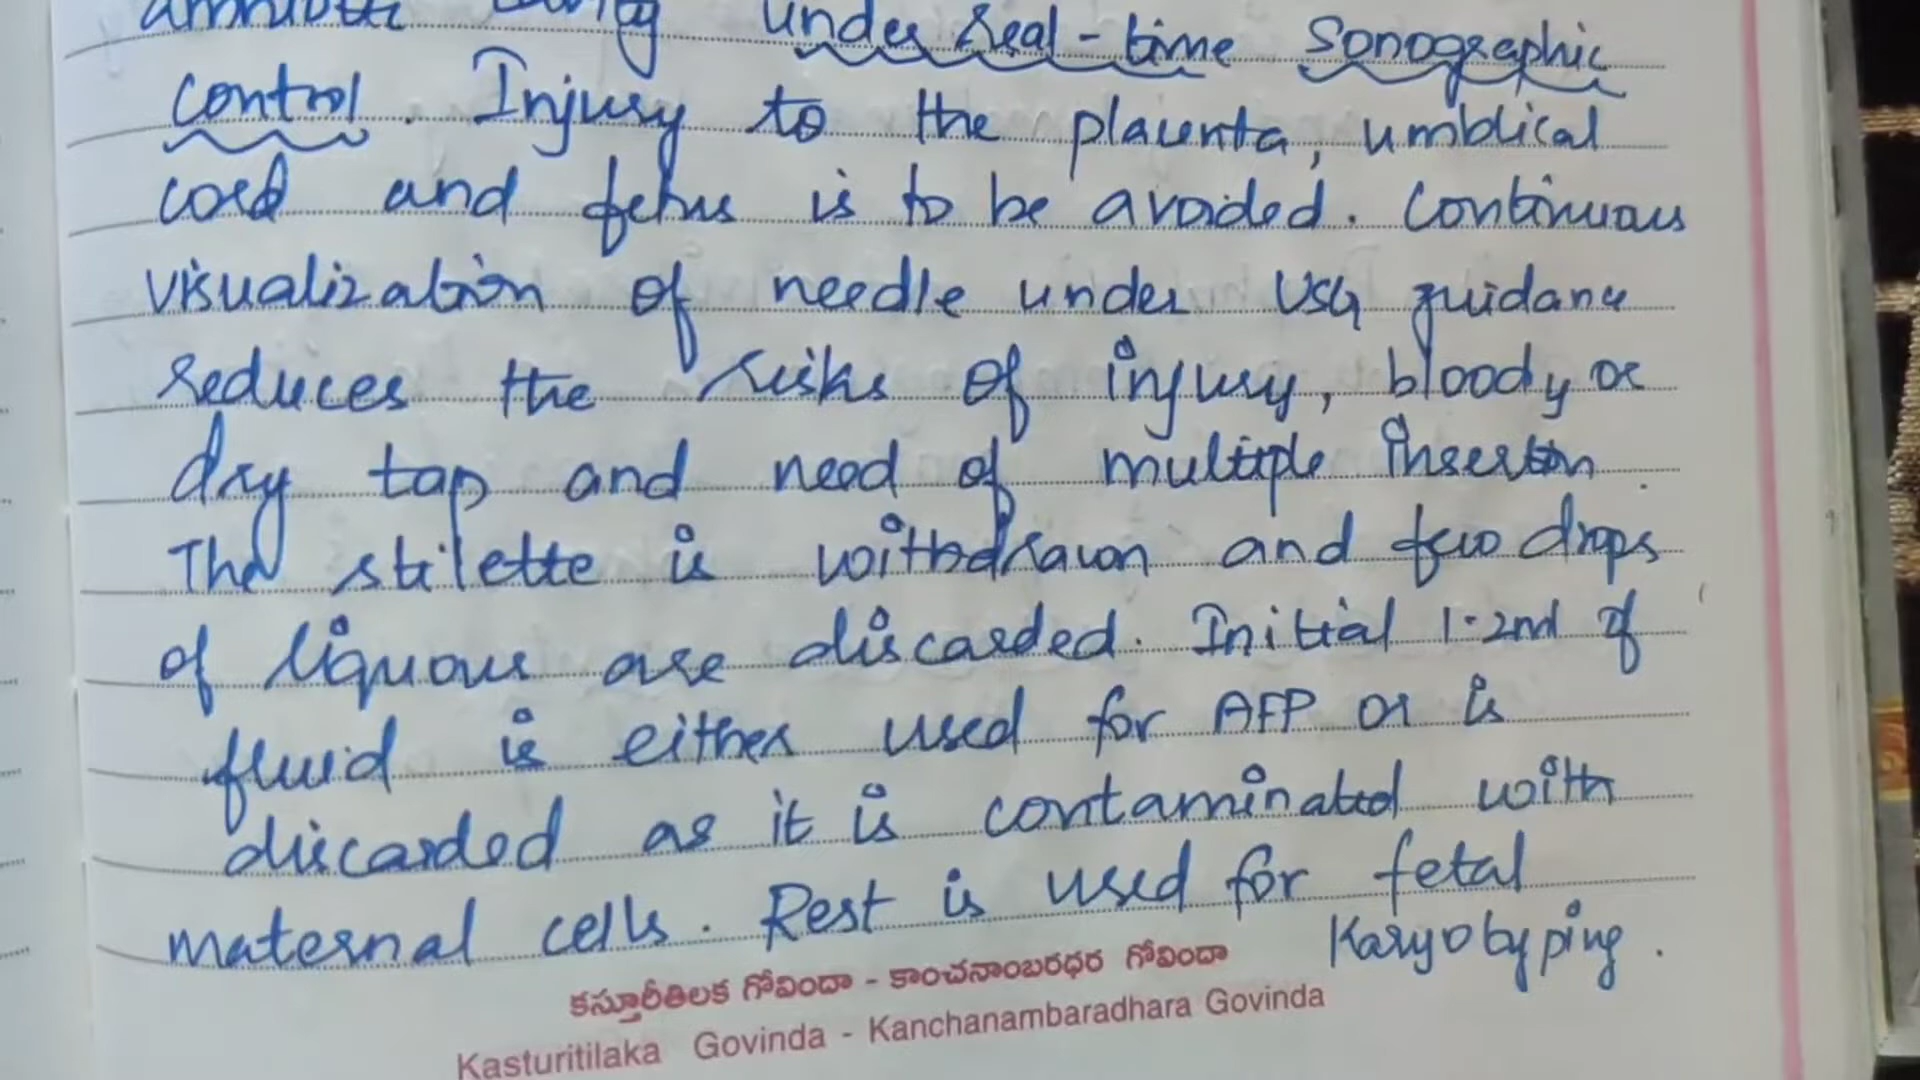 amniotic cavity under real-time sonographic
control. Injury to the placenta, umblical
cord and fetus is to be avoided. Continuous
visualization of needle under USG guidance
reduces the risks of injury, bloody or
dry tap and need of multiple insertion.
The stilette is withdrawn and few drops
of liquour are discarded. Initial 1-2ml of
fluid is either used for AFP or is
discarded as it is contaminated with
maternal cells. Rest is used for fetal
Karyotyping.
కస్తూరీతిలక గోవిందా - కాంచనాంబరధర గోవిందా
Kasturitilaka Govinda - Kanchanambaradhara Govinda